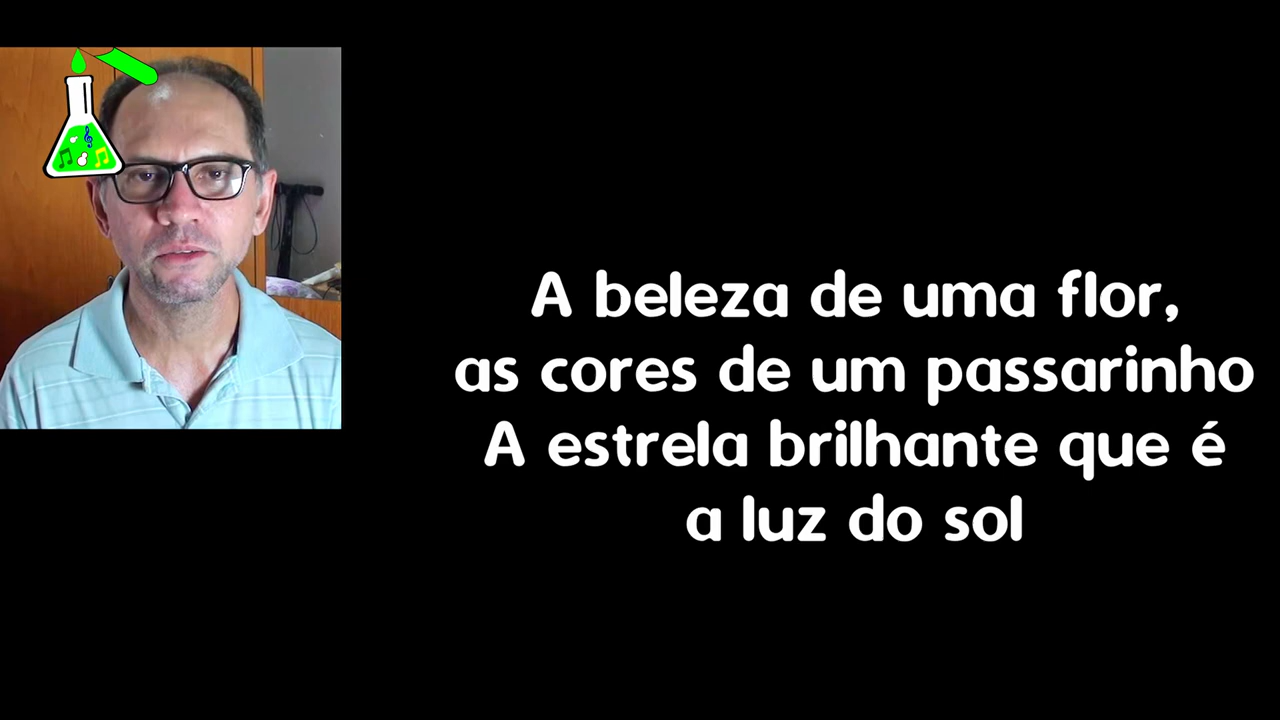 A beleza de uma flor,
as cores de um passarinho
A estrela brilhante que é
a luz do sol